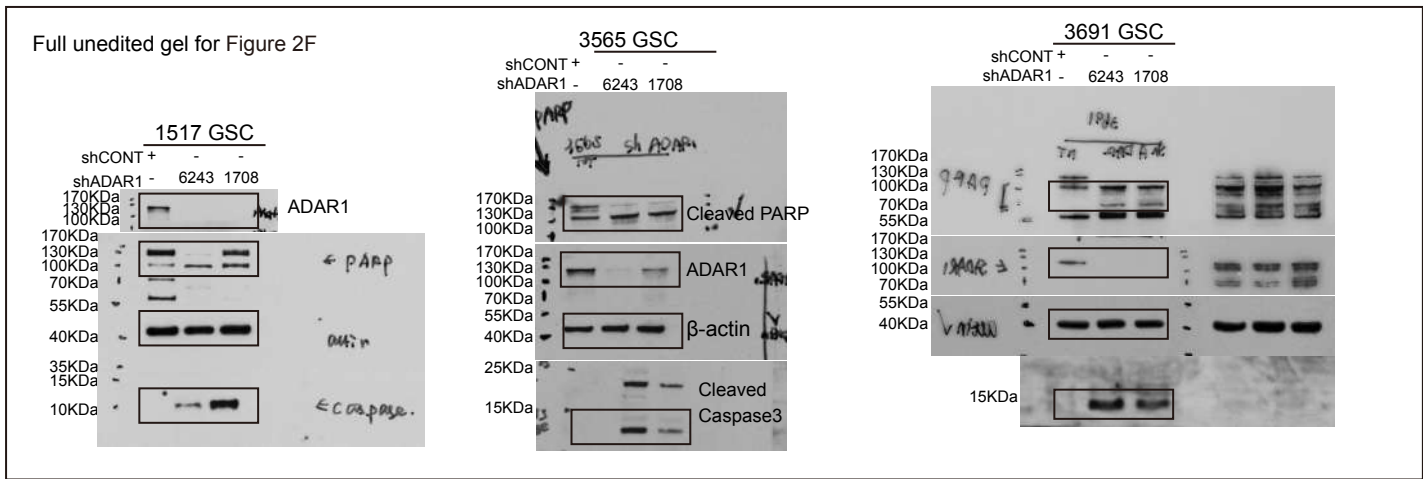 Full unedited gel for Figure 2F
1517 GSC
shCONT + - -
shADAR1 - 6243 1708
170KDa
130KDa
100KDa
ADAR1
170KDa
130KDa
100KDa
70KDa
55KDa
40KDa
35KDa
15KDa
10KDa
← PARP
actin
← Caspase.
3565 GSC
shCONT + - -
shADAR1 - 6243 1708
PARP
3565 sh ADAR1
170KDa
130KDa
100KDa
Cleaved PARP
170KDa
130KDa
100KDa
70KDa
55KDa
40KDa
ADAR1
β-actin
25KDa
15KDa
Cleaved
Caspase3
3691 GSC
shCONT + - -
shADAR1 - 6243 1708
170KDa
130KDa
100KDa
70KDa
55KDa
170KDa
130KDa
100KDa
70KDa
55KDa
40KDa
15KDa